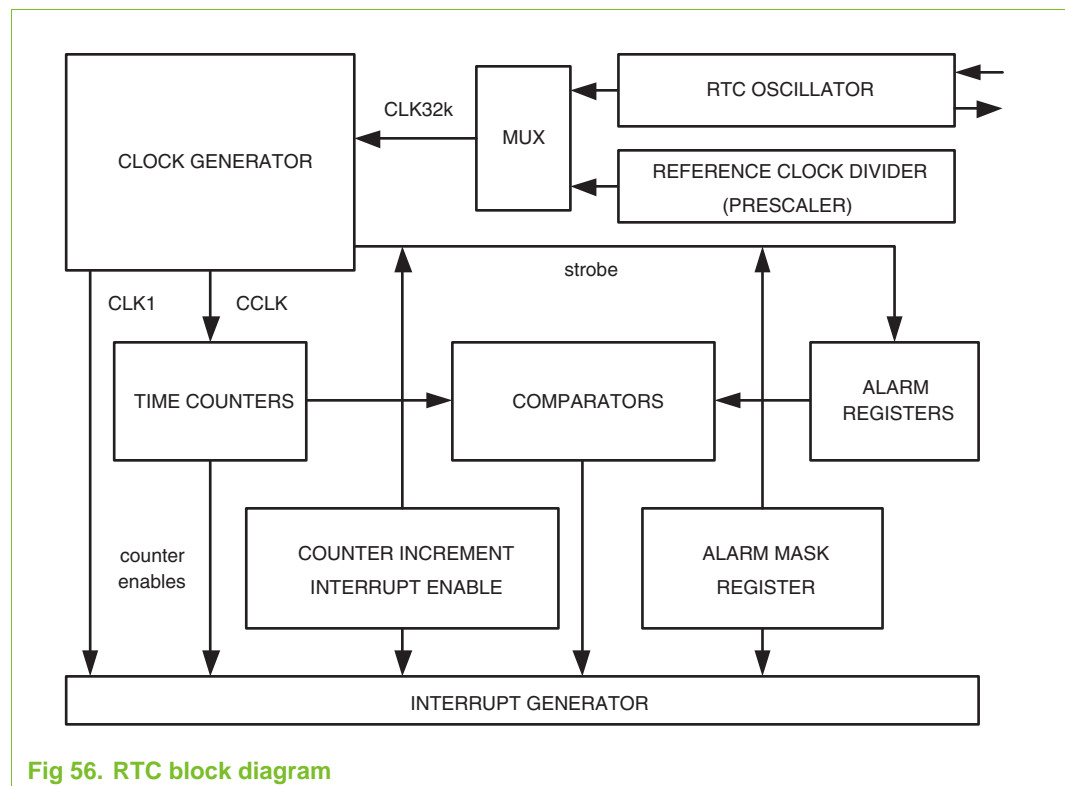 RTC OSCILLATOR
CLK32k
MUX
CLOCK GENERATOR
REFERENCE CLOCK DIVIDER
(PRESCALER)
strobe
CLK1
CCLK
TIME COUNTERS
COMPARATORS
ALARM
REGISTERS
counter
enables
COUNTER INCREMENT
INTERRUPT ENABLE
ALARM MASK
REGISTER
INTERRUPT GENERATOR
Fig 56. RTC block diagram